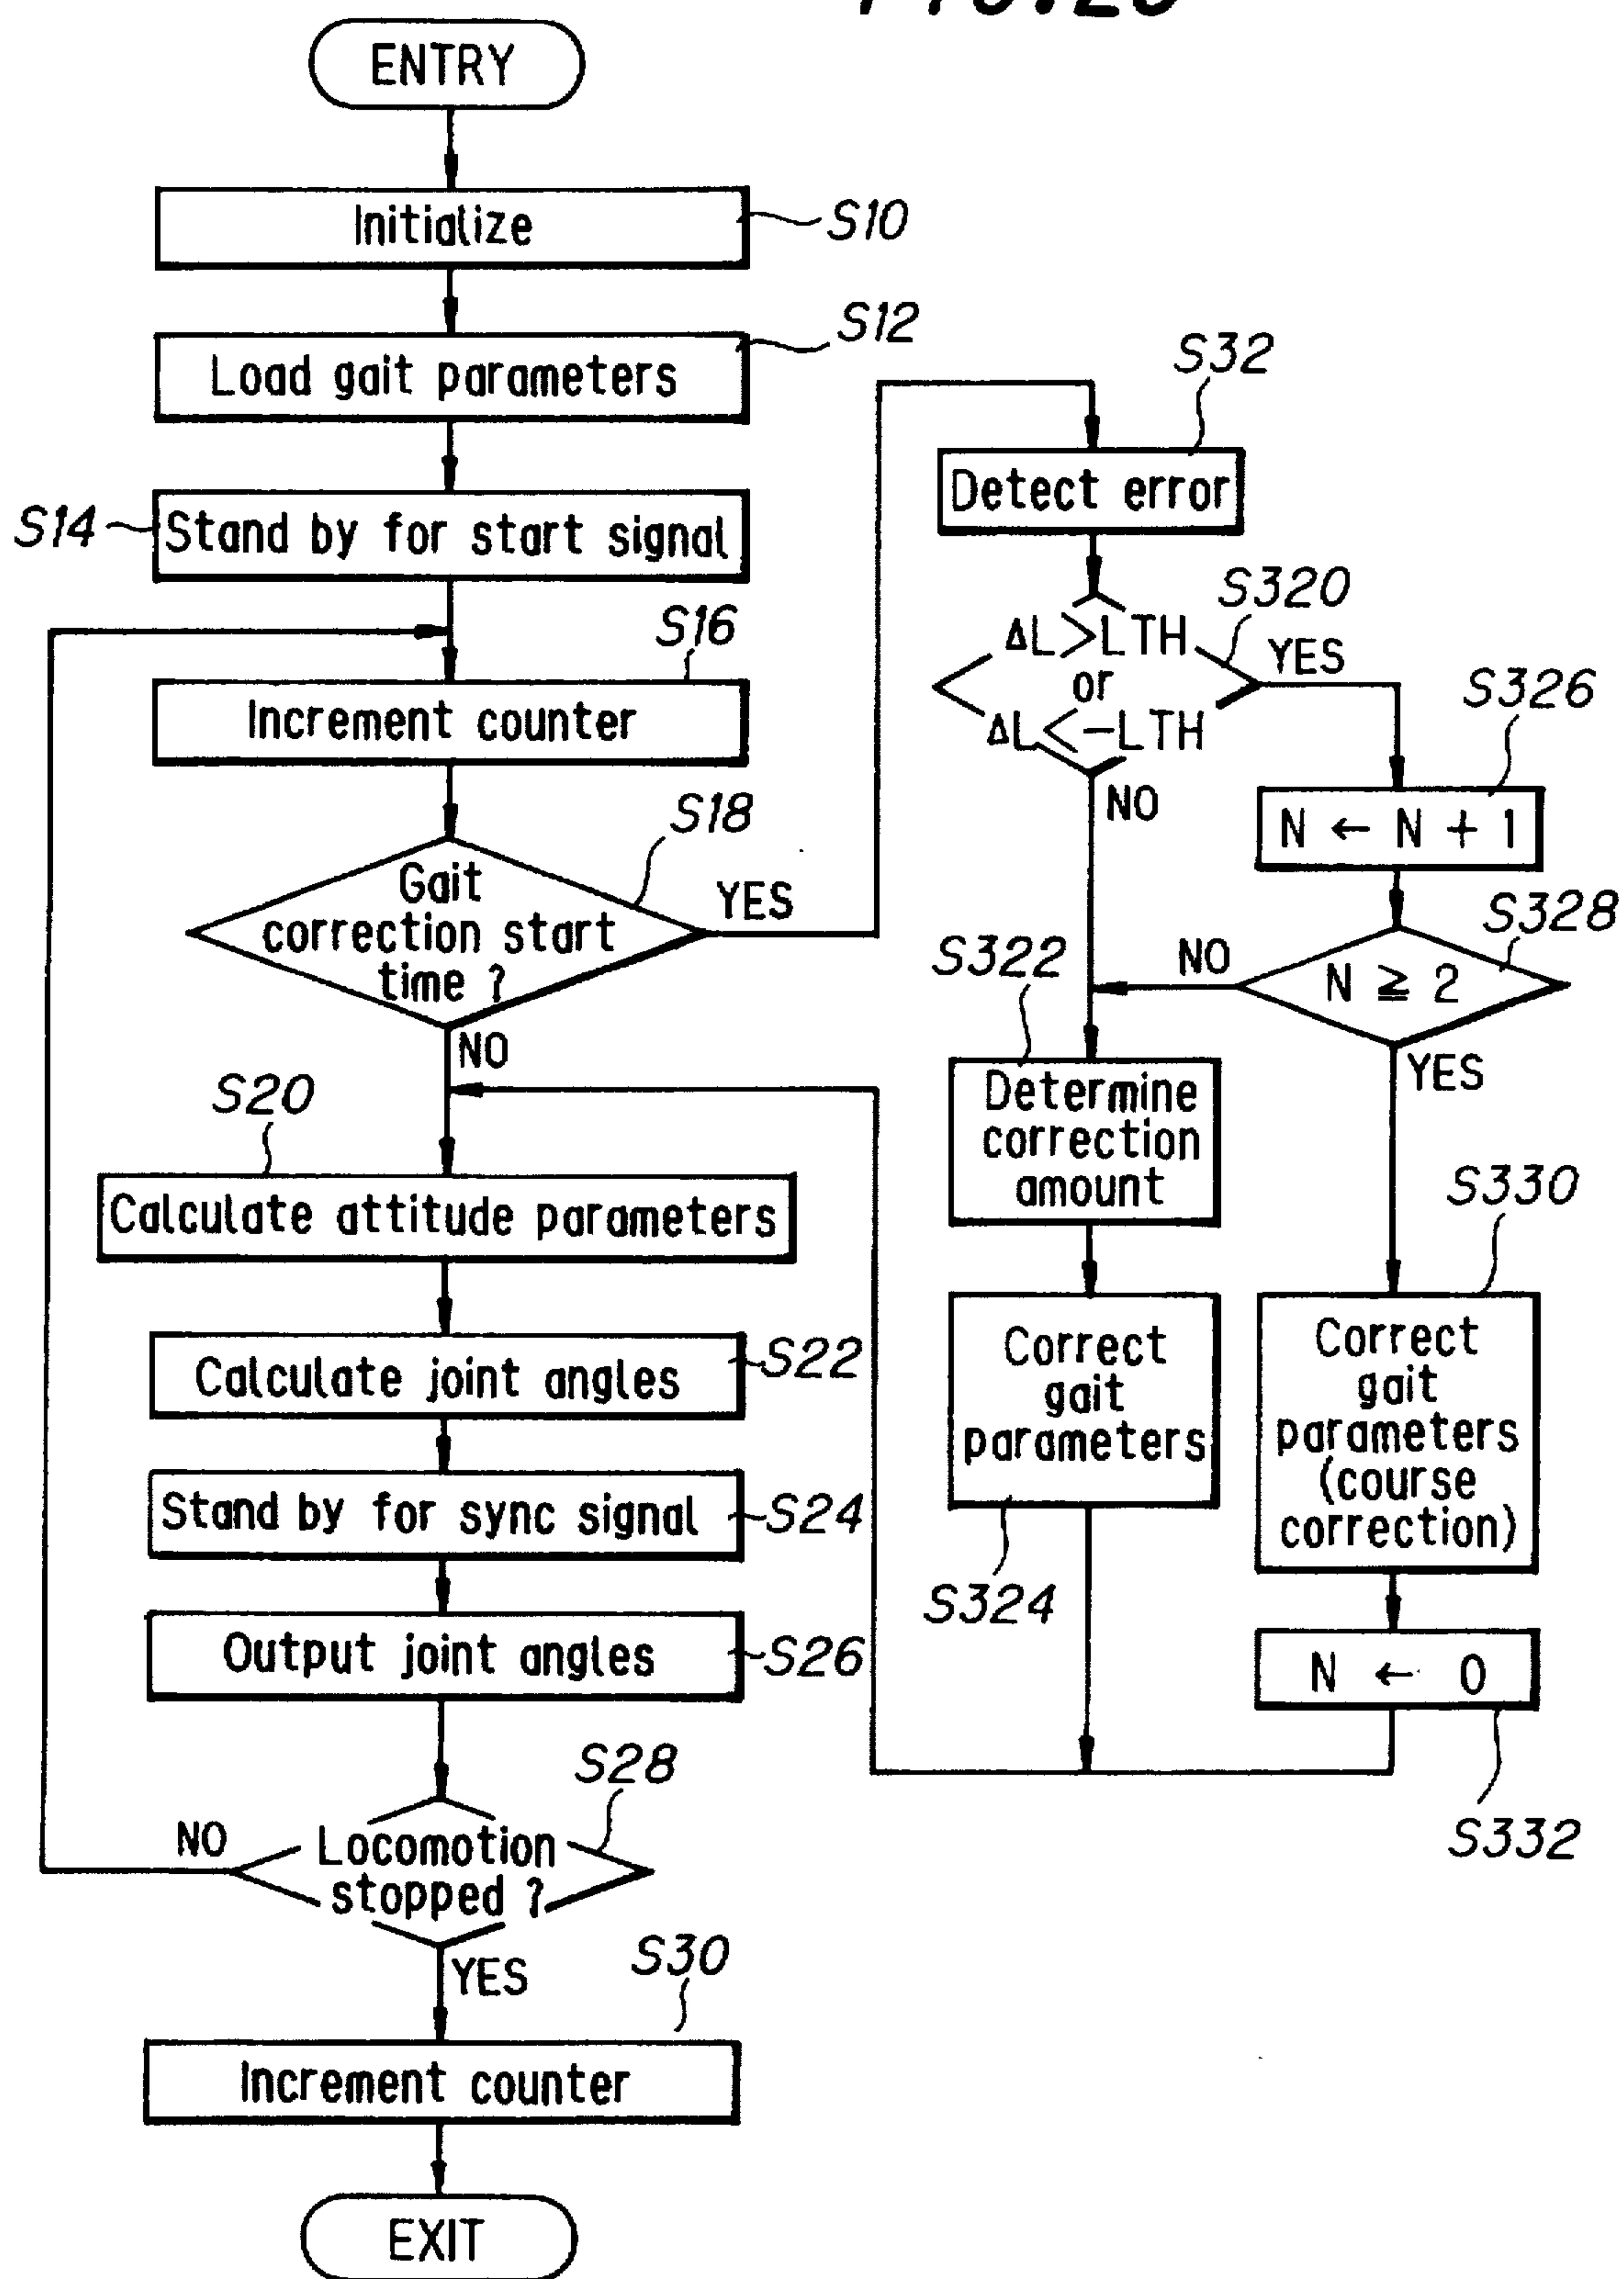 ENTRY
Initialize
S10
Load gait parameters
S12
Stand by for start signal
S14
Increment counter
S16
Gait
correction start
time ?
S18
YES
NO
Calculate attitude parameters
S20
Calculate joint angles
S22
Stand by for sync signal
S24
Output joint angles
S26
Locomotion
stopped ?
S28
NO
YES
Increment counter
S30
EXIT
Detect error
S32
ΔL>LTH
or
ΔL<−LTH
S320
YES
NO
N ← N + 1
S326
N ≧ 2
S328
NO
YES
Determine
correction
amount
S322
Correct
gait
parameters
S324
Correct
gait
parameters
(course
correction)
S330
N ← 0
S332